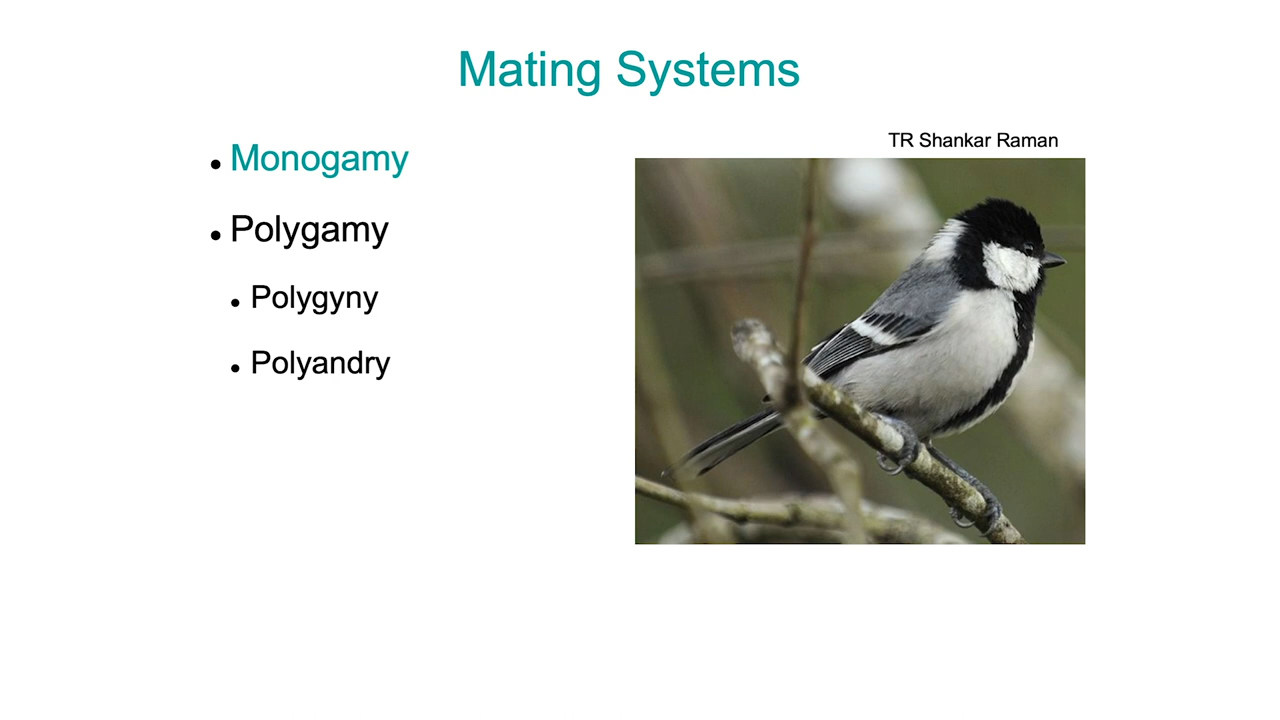 Mating Systems
TR Shankar Raman
• Monogamy
• Polygamy
• Polygyny
• Polyandry